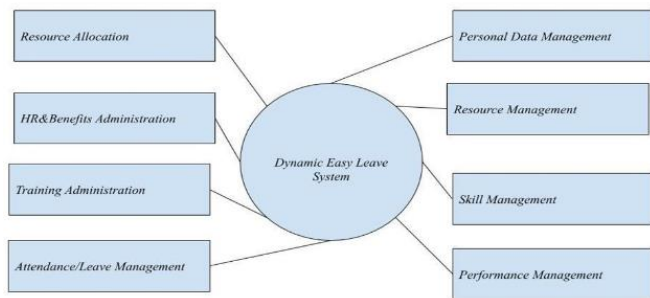 Resource Allocation
HR&Benefits Administration
Training Administration
Attendance/Leave Management
Dynamic Easy Leave
System
Personal Data Management
Resource Management
Skill Management
Performance Management